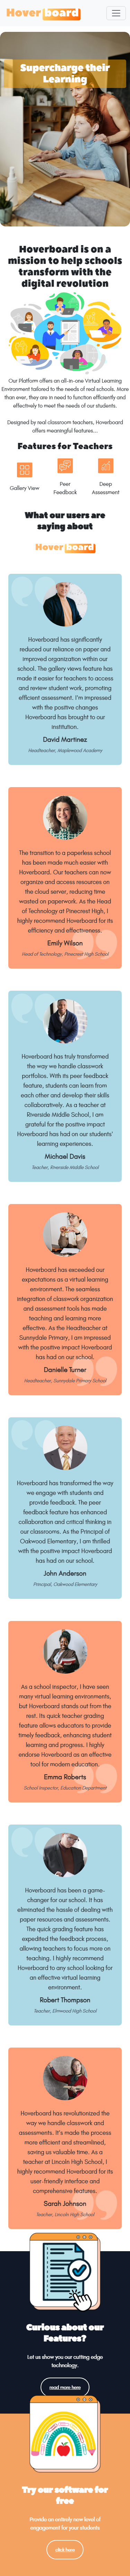 Hoverboard
Supercharge their
Learning
Hoverboard is on a
mission to help schools
transform with the
digital revolution
Our Platform offers an all-in-one Virtual Learning
Environment tailored to the needs of your schools. More
than ever, they are in need to function efficiently and
effectively to meet the needs of our students.
Designed by real classroom teachers, Hoverboard
offers meaningful features...
Features for Teachers
Gallery View
Peer
Feedback
Deep
Assessment
What our users are
saying about
Hoverboard
Hoverboard has significantly
reduced our reliance on paper and
improved organization within our
school. The gallery views feature has
made it easier for teachers to access
and review student work, promoting
efficient assessment. I'm impressed
with the positive changes
Hoverboard has brought to our
institution.
David Martinez
Headteacher, Maplewood Academy
The transition to a paperless school
has been made much easier with
Hoverboard. Our teachers can now
organize and access resources on
the cloud server, reducing time
wasted on paperwork. As the Head
of Technology at Pinecrest High, I
highly recommend Hoverboard for its
efficiency and effectiveness.
Emily Wilson
Head of Technology, Pinecrest High School
Hoverboard has truly transformed
the way we handle classwork
portfolios. With its peer feedback
feature, students can learn from
each other and develop their skills
collaboratively. As a teacher at
Riverside Middle School, I am
grateful for the positive impact
Hoverboard has had on our students'
learning experiences.
Michael Davis
Teacher, Riverside Middle School
Hoverboard has exceeded our
expectations as a virtual learning
environment. The seamless
integration of classwork organization
and assessment tools has made
teaching and learning more
effective. As the Headteacher at
Sunnydale Primary, I am impressed
with the positive impact Hoverboard
has had on our school.
Danielle Turner
Headteacher, Sunnydale Primary School
Hoverboard has transformed the way
we engage with students and
provide feedback. The peer
feedback feature has enhanced
collaboration and critical thinking in
our classrooms. As the Principal of
Oakwood Elementary, I am thrilled
with the positive impact Hoverboard
has had on our school.
John Anderson
Principal, Oakwood Elementary
As a school inspector, I have seen
many virtual learning environments,
but Hoverboard stands out from the
rest. Its quick teacher grading
feature allows educators to provide
timely feedback, enhancing student
learning and progress. I highly
endorse Hoverboard as an effective
tool for modern education.
Emma Roberts
School Inspector, Education Department
Hoverboard has been a game-
changer for our school. It has
eliminated the hassle of dealing with
paper resources and assessments.
The quick grading feature has
expedited the feedback process,
allowing teachers to focus more on
teaching. I highly recommend
Hoverboard to any school looking for
an effective virtual learning
environment.
Robert Thompson
Teacher, Elmwood High School
Hoverboard has revolutionized the
way we handle classwork and
assessments. It's made the process
more efficient and streamlined,
saving us valuable time. As a
teacher at Lincoln High School, I
highly recommend Hoverboard for its
user-friendly interface and
comprehensive features.
Sarah Johnson
Teacher, Lincoln High School
Curious about our
Features?
Let us show you our cutting edge
technology.
read more here
Try our software for
free
Provide an entirely new level of
engagement for your students
click here